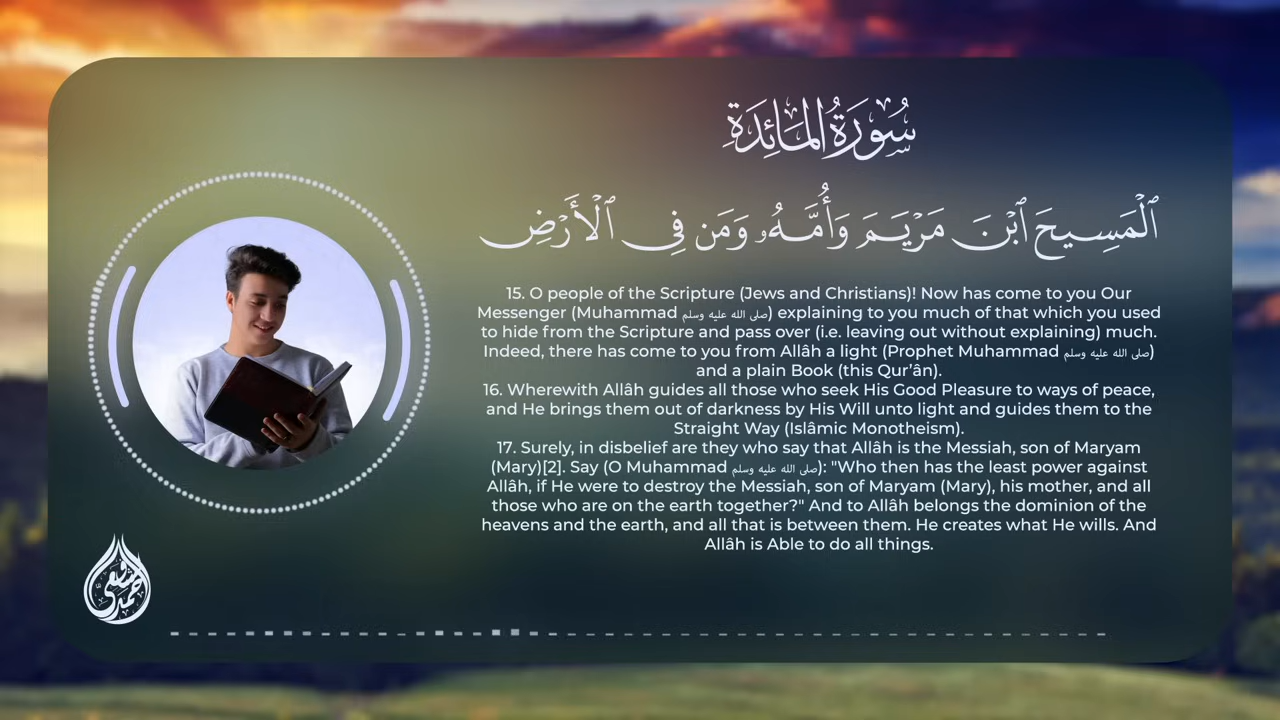 سُورَةُ المَائِدَةِ
ٱلْمَسِيحَ ٱبْنَ مَرْيَمَ وَأُمَّهُۥ وَمَن فِى ٱلْأَرْضِ
15. O people of the Scripture (Jews and Christians)! Now has come to you Our
Messenger (Muhammad صلى الله عليه وسلم) explaining to you much of that which you used
to hide from the Scripture and pass over (i.e. leaving out without explaining) much.
Indeed, there has come to you from Allâh a light (Prophet Muhammad صلى الله عليه وسلم)
and a plain Book (this Qur’ân).
16. Wherewith Allâh guides all those who seek His Good Pleasure to ways of peace,
and He brings them out of darkness by His Will unto light and guides them to the
Straight Way (Islâmic Monotheism).
17. Surely, in disbelief are they who say that Allâh is the Messiah, son of Maryam
(Mary)[2]. Say (O Muhammad صلى الله عليه وسلم): "Who then has the least power against
Allâh, if He were to destroy the Messiah, son of Maryam (Mary), his mother, and all
those who are on the earth together?" And to Allâh belongs the dominion of the
heavens and the earth, and all that is between them. He creates what He wills. And
Allâh is Able to do all things.